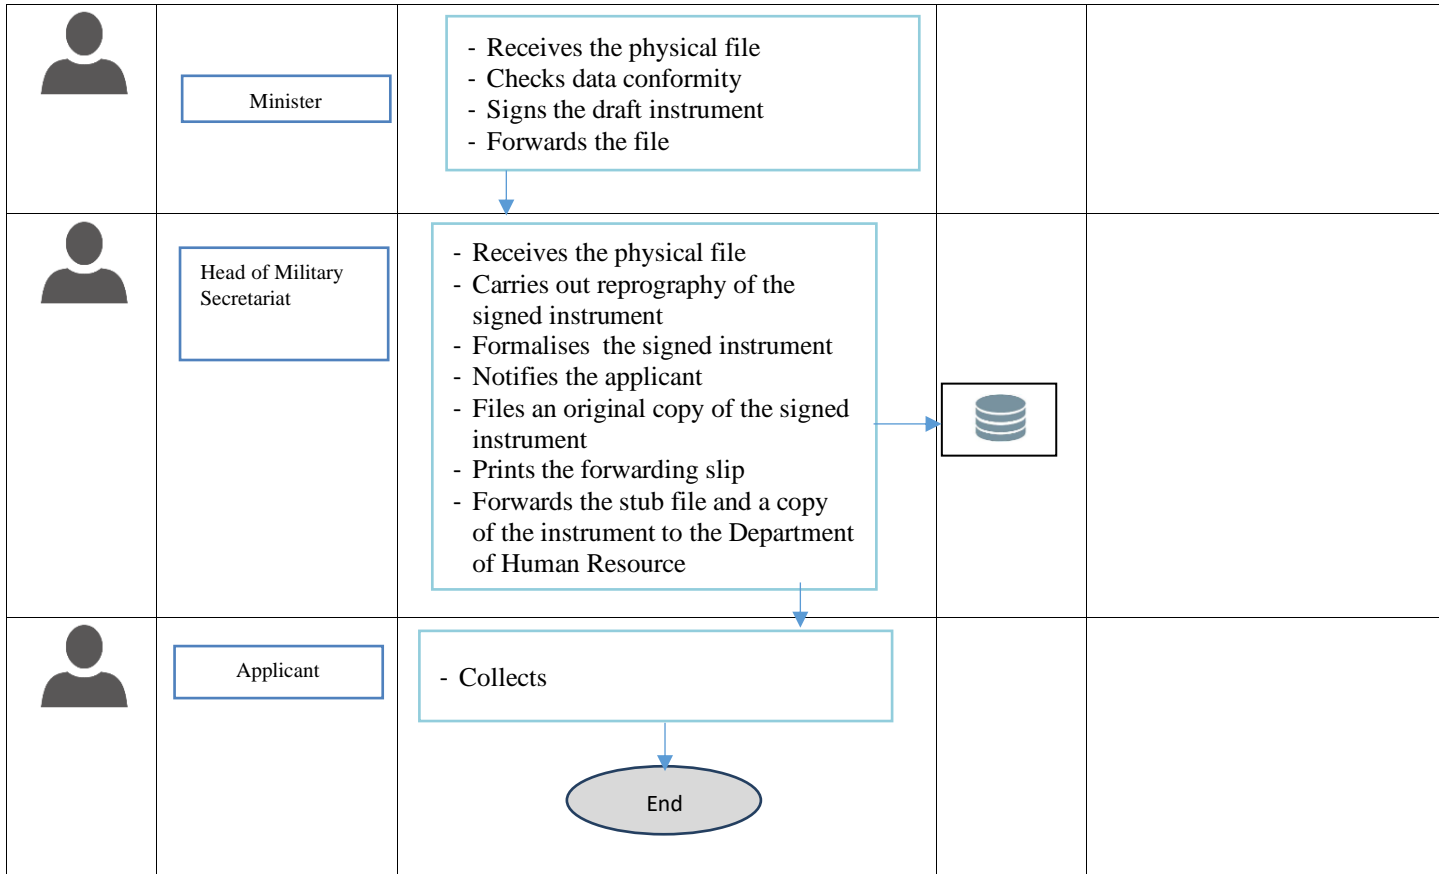 Minister
- Receives the physical file
- Checks data conformity
- Signs the draft instrument
- Forwards the file
Head of Military
Secretariat
- Receives the physical file
- Carries out reprography of the
signed instrument
- Formalises  the signed instrument
- Notifies the applicant
- Files an original copy of the signed
instrument
- Prints the forwarding slip
- Forwards the stub file and a copy
of the instrument to the Department
of Human Resource
Applicant
- Collects
End